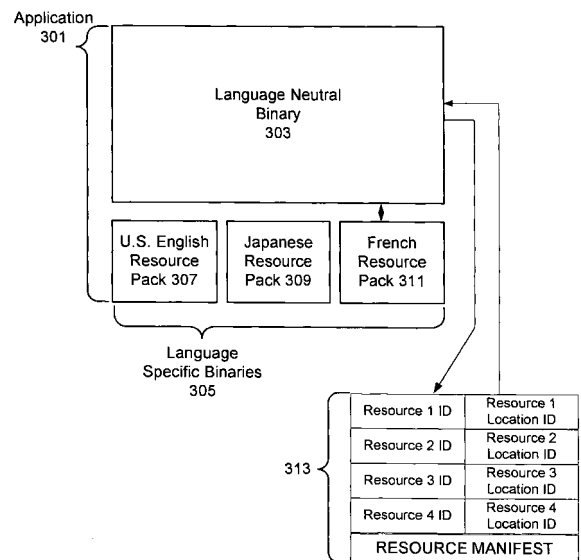 Application
301
Language Neutral
Binary
303
U.S. English
Resource
Pack 307
Japanese
Resource
Pack 309
French
Resource
Pack 311
Language
Specific Binaries
305
313
Resource 1 ID
Resource 1
Location ID
Resource 2 ID
Resource 2
Location ID
Resource 3 ID
Resource 3
Location ID
Resource 4 ID
Resource 4
Location ID
RESOURCE MANIFEST